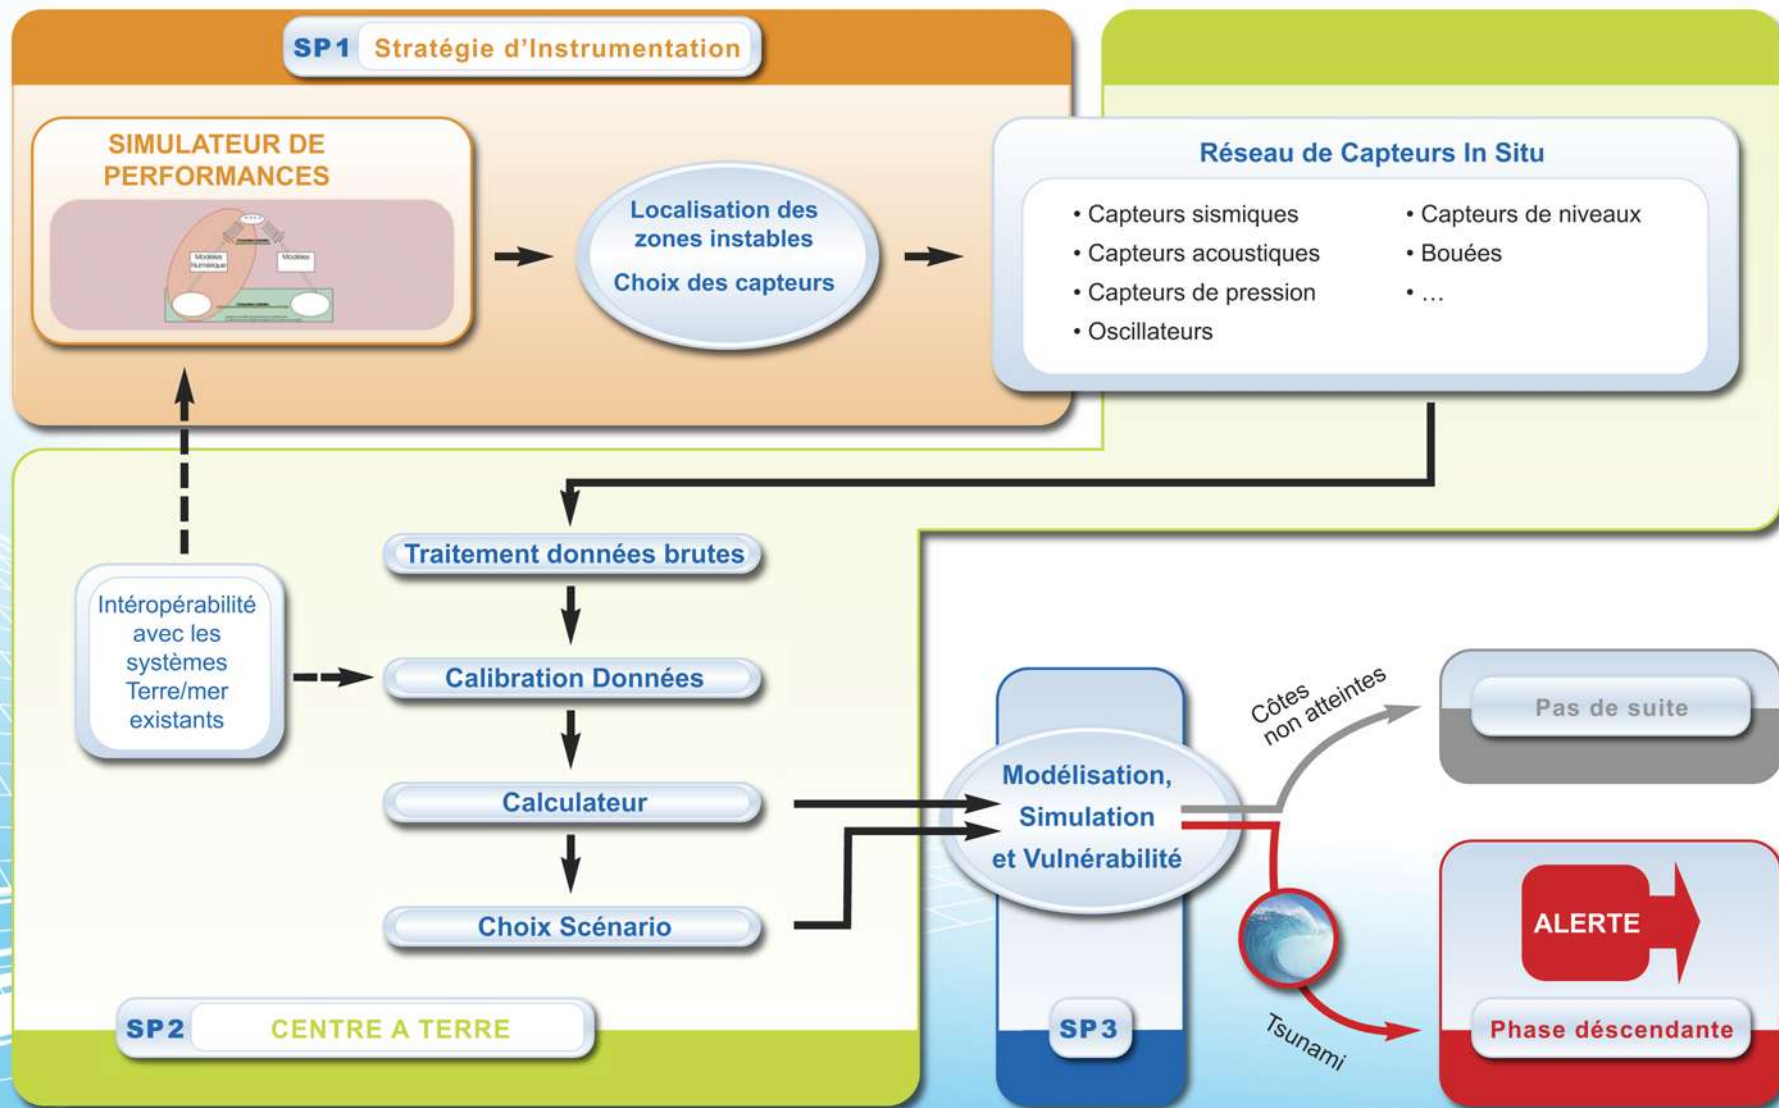 SP1 Stratégie d'Instrumentation
SIMULATEUR DE
PERFORMANCES
Modèles
Numérique
Modèles
Localisation des
zones instables
Choix des capteurs
Réseau de Capteurs In Situ
• Capteurs sismiques
• Capteurs acoustiques
• Capteurs de pression
• Oscillateurs
• Capteurs de niveaux
• Bouées
• …
Traitement données brutes
Intéropérabilité
avec les
systèmes
Terre/mer
existants
Calibration Données
Calculateur
Choix Scénario
SP2 CENTRE A TERRE
Modélisation,
Simulation
et Vulnérabilité
SP3
Côtes
non atteintes
Pas de suite
Tsunami
ALERTE
Phase déscendante